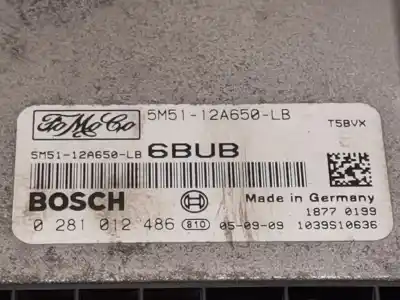 FoMoCo 5M51-12A650-LB T5BVX
5M51-12A650-LB 6BUB
BOSCH Made in Germany
1877 0199
0 281 012 486 810 05-09-09 1039S10636